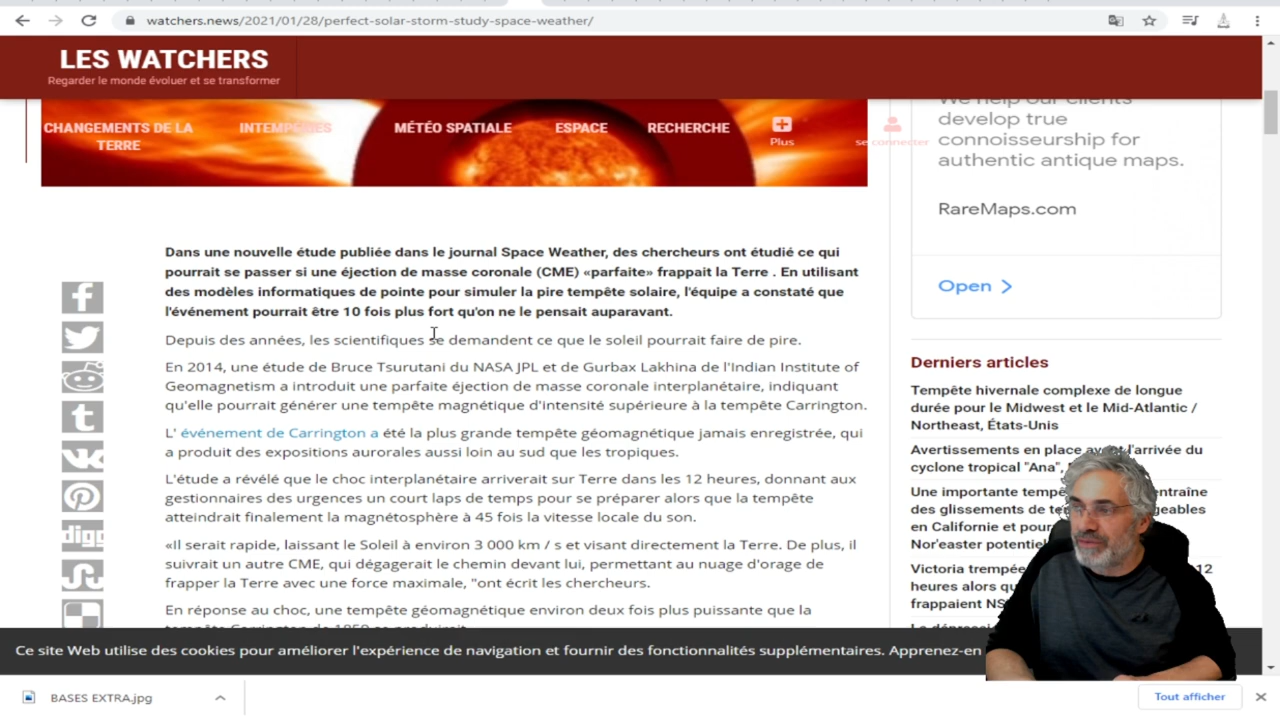 watchers.news/2021/01/28/perfect-solar-storm-study-space-weather/
LES WATCHERS
Regarder le monde évoluer et se transformer
CHANGEMENTS DE LA
TERRE
INTEMPÉRIES
MÉTÉO SPATIALE
ESPACE
RECHERCHE
Plus
se connecter
We help our clients
develop true
connoisseurship for
authentic antique maps.
RareMaps.com
Open
Dans une nouvelle étude publiée dans le journal Space Weather, des chercheurs ont étudié ce qui
pourrait se passer si une éjection de masse coronale (CME) «parfaite» frappait la Terre . En utilisant
des modèles informatiques de pointe pour simuler la pire tempête solaire, l'équipe a constaté que
l'événement pourrait être 10 fois plus fort qu'on ne le pensait auparavant.
Depuis des années, les scientifiques se demandent ce que le soleil pourrait faire de pire.
En 2014, une étude de Bruce Tsurutani du NASA JPL et de Gurbax Lakhina de l'Indian Institute of
Geomagnetism a introduit une parfaite éjection de masse coronale interplanétaire, indiquant
qu'elle pourrait générer une tempête magnétique d'intensité supérieure à la tempête Carrington.
L' événement de Carrington a été la plus grande tempête géomagnétique jamais enregistrée, qui
a produit des expositions aurorales aussi loin au sud que les tropiques.
L'étude a révélé que le choc interplanétaire arriverait sur Terre dans les 12 heures, donnant aux
gestionnaires des urgences un court laps de temps pour se préparer alors que la tempête
atteindrait finalement la magnétosphère à 45 fois la vitesse locale du son.
«Il serait rapide, laissant le Soleil à environ 3 000 km / s et visant directement la Terre. De plus, il
suivrait un autre CME, qui dégagerait le chemin devant lui, permettant au nuage d'orage de
frapper la Terre avec une force maximale, "ont écrit les chercheurs.
En réponse au choc, une tempête géomagnétique environ deux fois plus puissante que la
tempête Carrington de 1859 se produirait
digg
Derniers articles
Tempête hivernale complexe de longue
durée pour le Midwest et le Mid-Atlantic /
Northeast, États-Unis
Avertissements en place avant l'arrivée du
cyclone tropical "Ana",
Une importante entraîne
des glissements de
en Californie et
Nor'easter
Victoria 12
heures alors
frappaient
Ce site Web utilise des cookies pour améliorer l'expérience de navigation et fournir des fonctionnalités supplémentaires. Apprenez-en
BASES EXTRA.jpg
Tout afficher